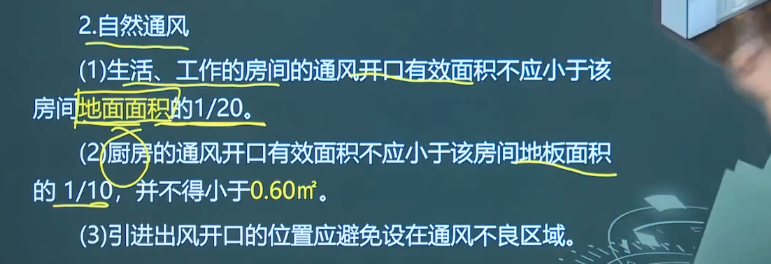 2.自然通风
(1)生活、工作的房间的通风开口有效面积不应小于该
房间地面面积的1/20。
(2)厨房的通风开口有效面积不应小于该房间地板面积
的 1/10，并不得小于0.60㎡。
(3)引进出风开口的位置应避免设在通风不良区域。